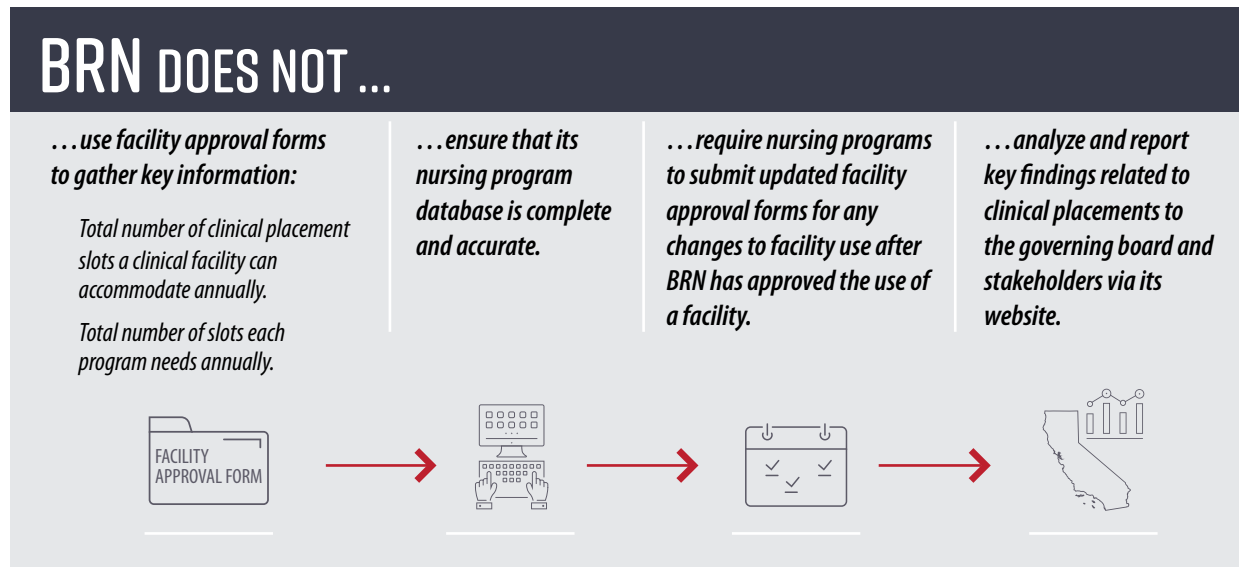 BRN DOES NOT ...
...use facility approval forms
to gather key information:
Total number of clinical placement
slots a clinical facility can
accommodate annually.
Total number of slots each
program needs annually.
...ensure that its
nursing program
database is complete
and accurate.
...require nursing programs
to submit updated facility
approval forms for any
changes to facility use after
BRN has approved the use of
a facility.
...analyze and report
key findings related to
clinical placements to
the governing board and
stakeholders via its
website.
FACILITY
APPROVAL FORM